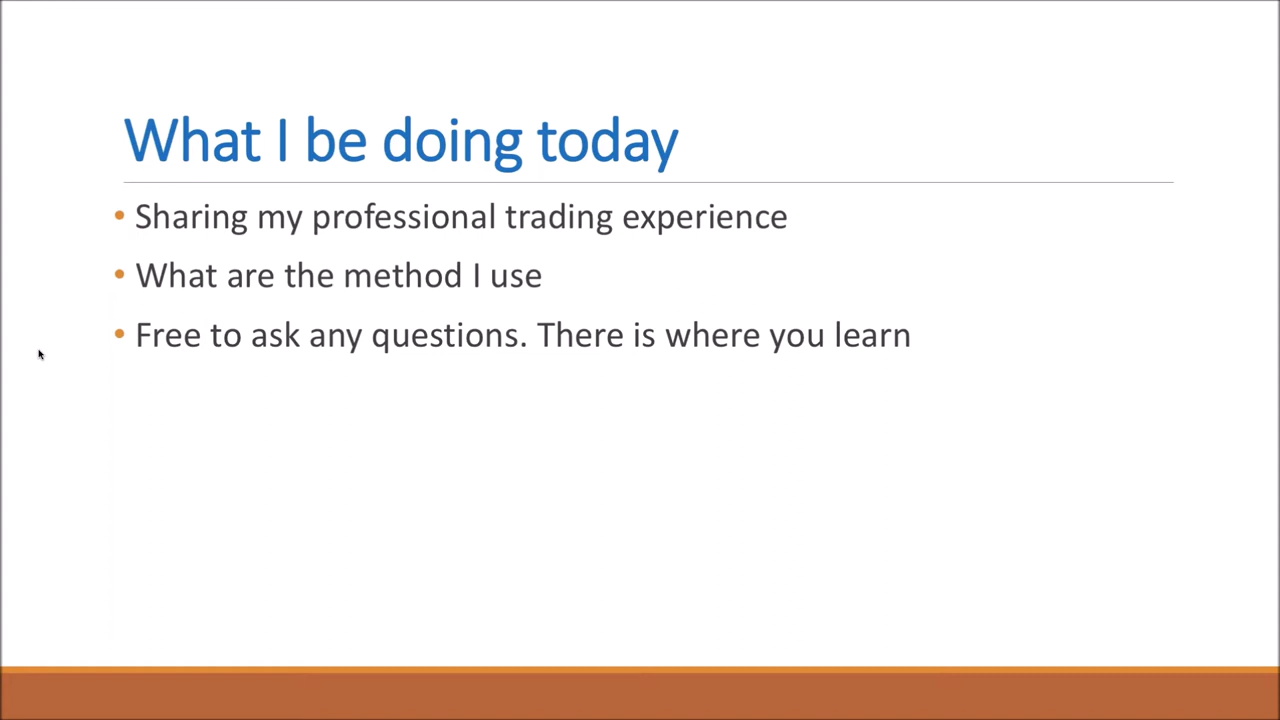 What I be doing today
Sharing my professional trading experience
What are the method I use
Free to ask any questions. There is where you learn